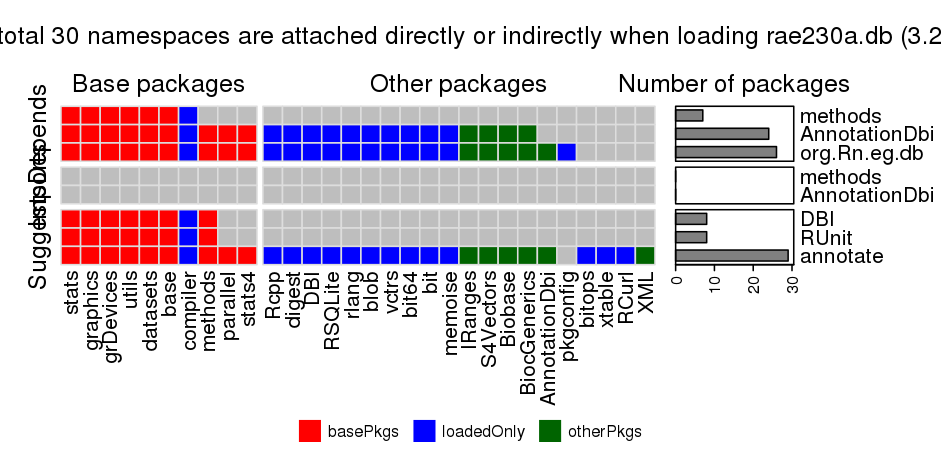 total 30 namespaces are attached directly or indirectly when loading rae230a.db (3.2
Base packages
Other packages
Number of packages
methods
AnnotationDbi
org.Rn.eg.db
methods
AnnotationDbi
DBI
RUnit
annotate
Depends
Suggests
stats
graphics
grDevices
utils
datasets
base
compiler
methods
parallel
stats4
Rcpp
digest
DBI
RSQLite
rlang
blob
vctrs
bit64
bit
memoise
IRanges
S4Vectors
Biobase
BiocGenerics
AnnotationDbi
pkgconfig
bitops
xtable
RCurl
XML
0
10
20
30
basePkgs
loadedOnly
otherPkgs